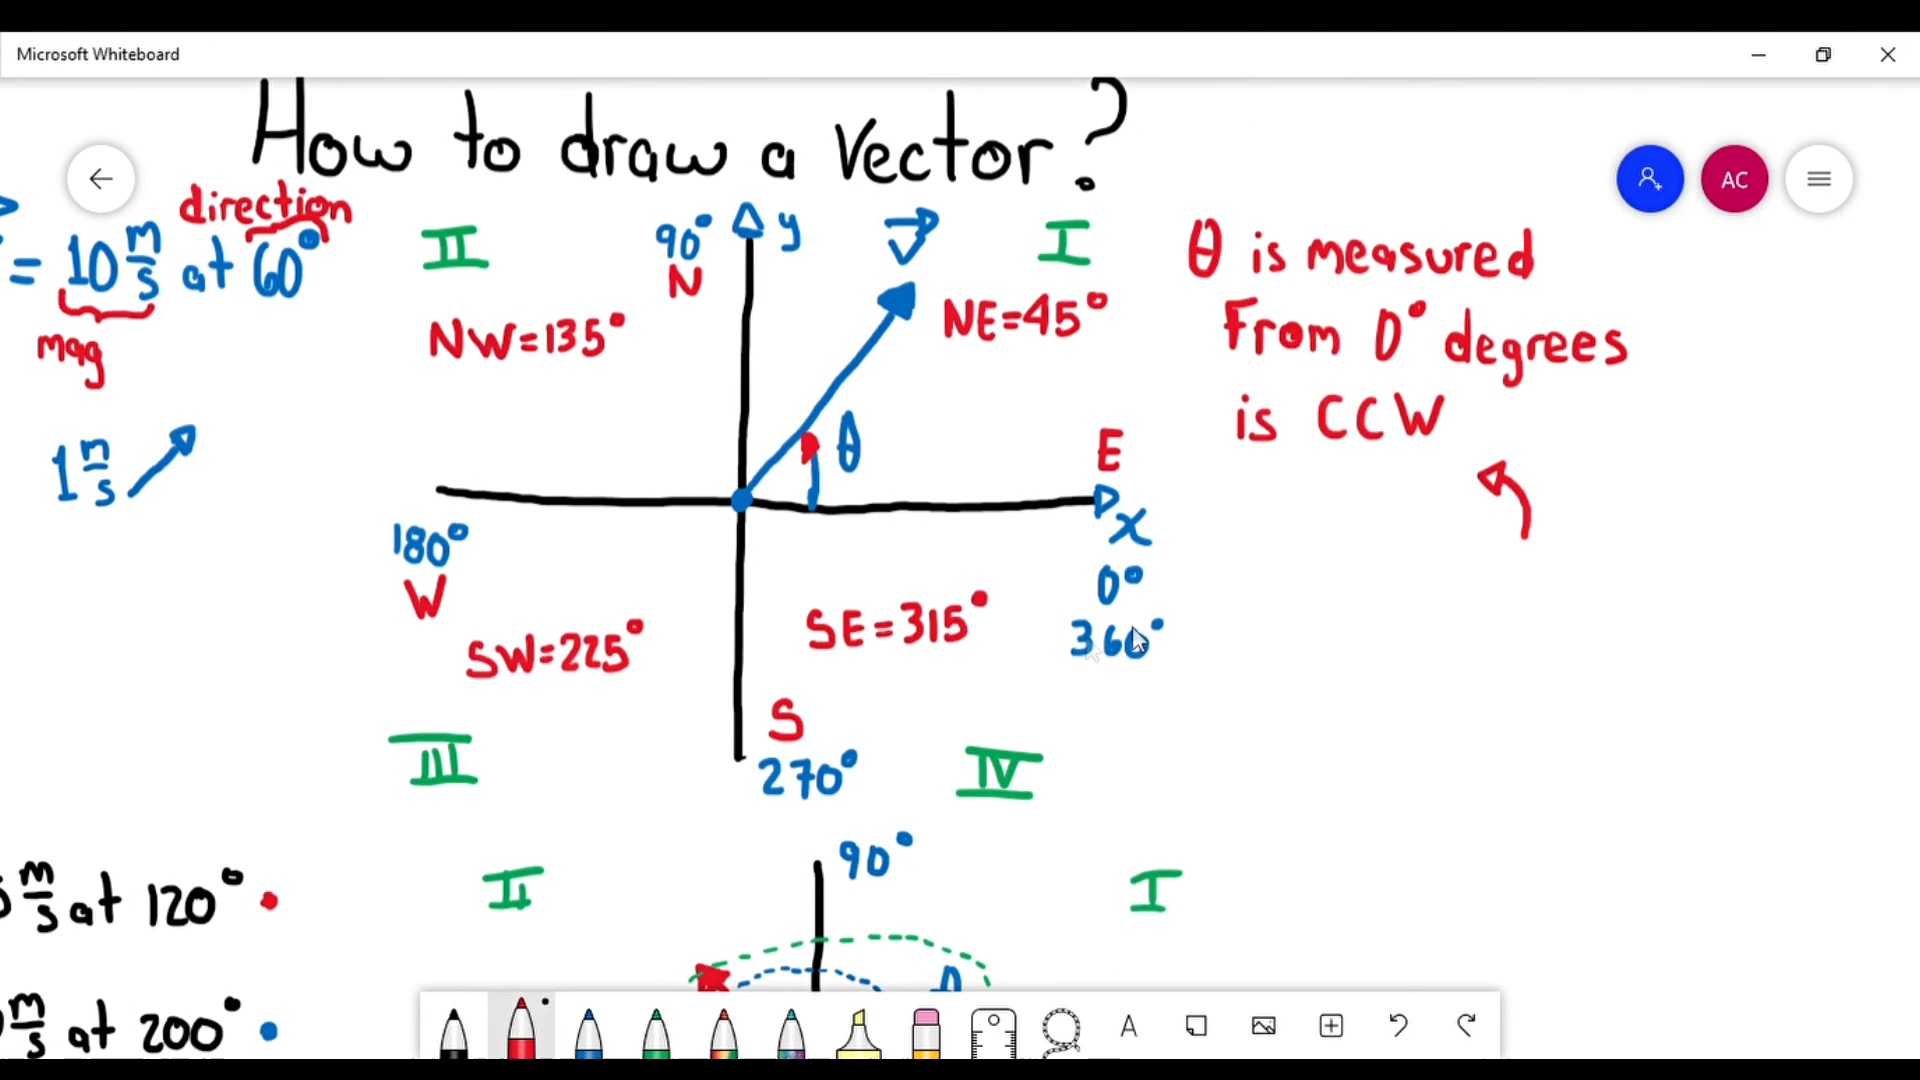 Microsoft Whiteboard
How to draw a Vector?
AC
direction
= 10 m/s at 60°
mag
1 m/s
II
90°
N
y
V
I
NW=135°
NE=45°
θ
E
x
0°
360°
180°
W
SW=225°
SE=315°
S
270°
III
IV
θ is measured
From 0° degrees
is CCW
m/s at 120°
m/s at 200°
II
90°
I